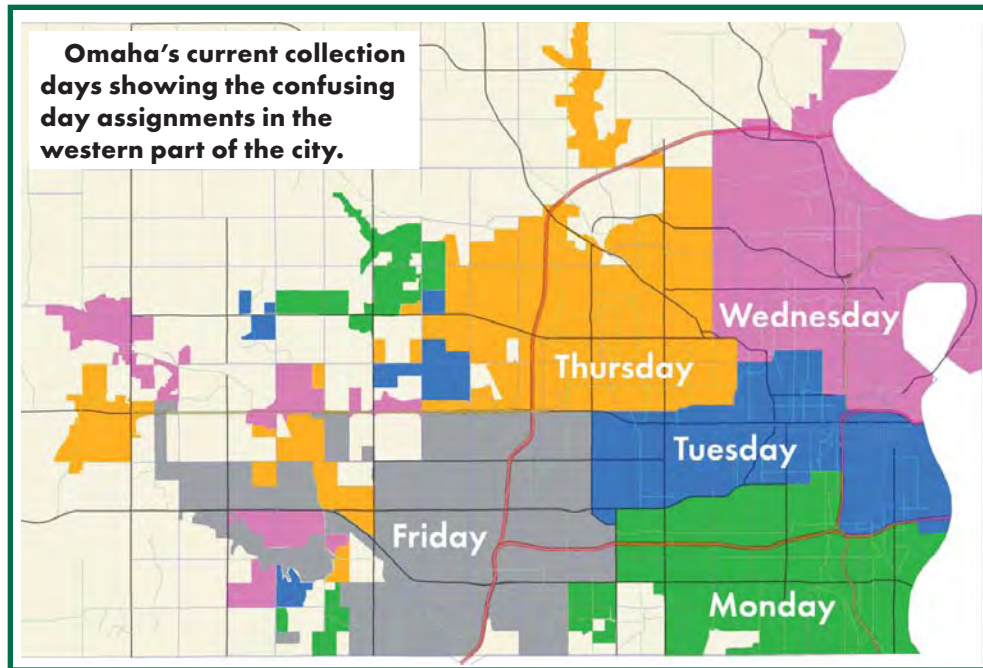 Omaha's current collection
days showing the confusing
day assignments in the
western part of the city.
Wednesday
Thursday
Tuesday
Friday
Monday